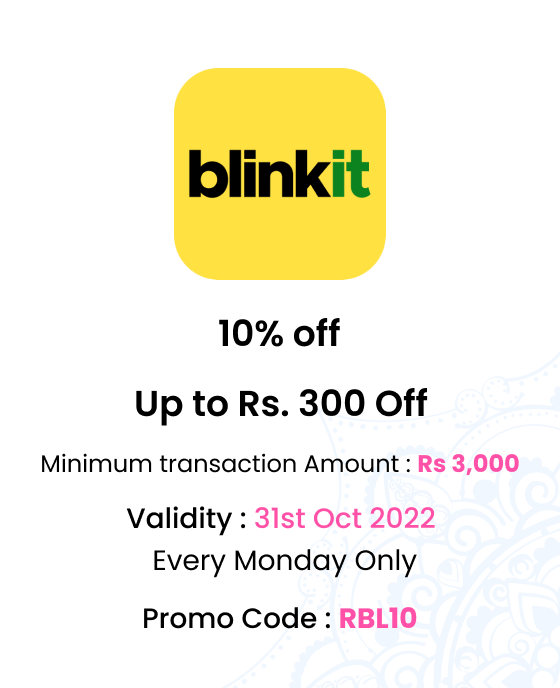 blinkit
10% off
Up to Rs. 300 Off
Minimum transaction Amount : Rs 3,000
Validity : 31st Oct 2022
Every Monday Only
Promo Code : RBL10